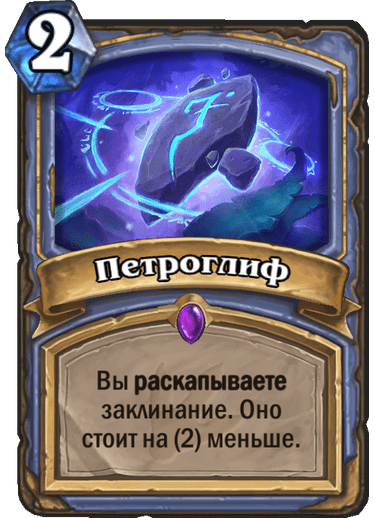 2
Петроглиф
Вы раскапываете
заклинание. Оно
стоит на (2) меньше.